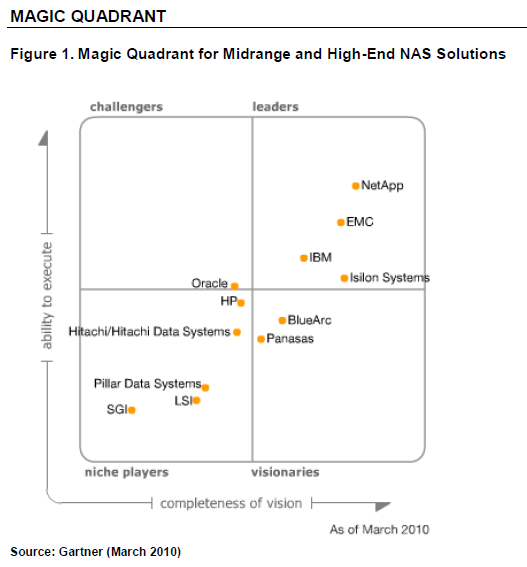 MAGIC QUADRANT
Figure 1. Magic Quadrant for Midrange and High-End NAS Solutions
challengers
leaders
NetApp
EMC
IBM
Isilon Systems
Oracle
HP
BlueArc
Hitachi/Hitachi Data Systems
Panasas
Pillar Data Systems
LSI
SGI
ability to execute
niche players
visionaries
completeness of vision
As of March 2010
Source: Gartner (March 2010)